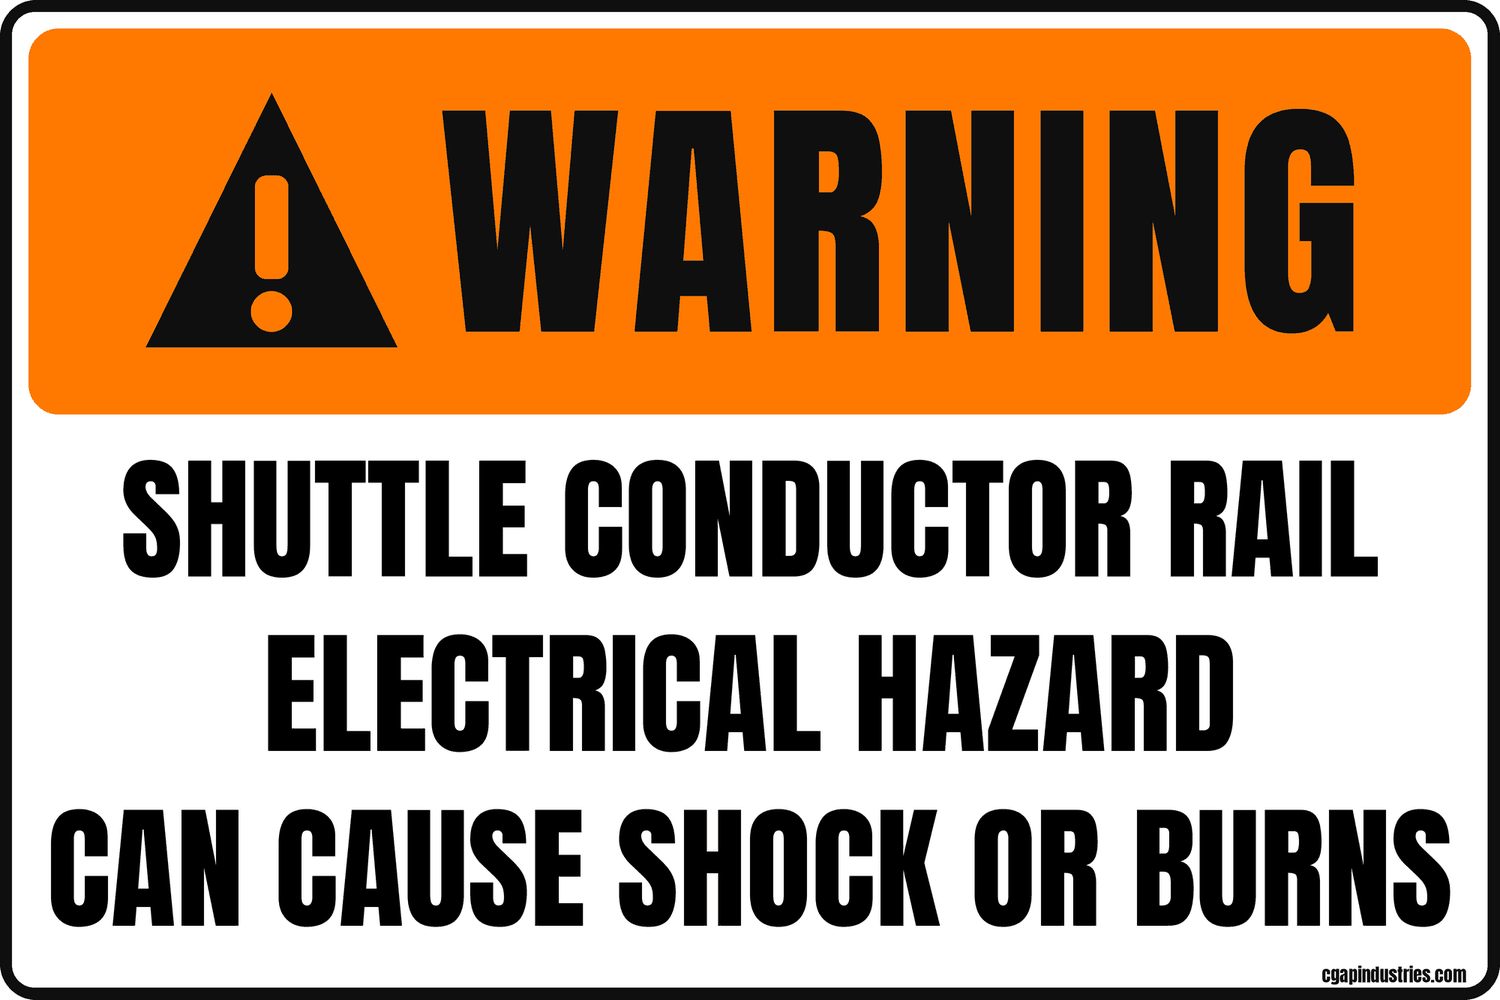 WARNING
SHUTTLE CONDUCTOR RAIL
ELECTRICAL HAZARD
CAN CAUSE SHOCK OR BURNS
cgapindustries.com